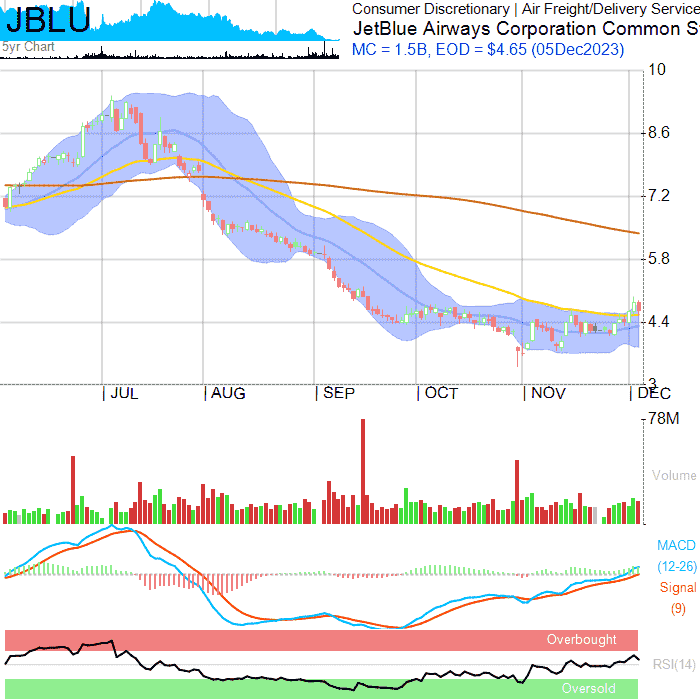 JBLU
5yr Chart
Consumer Discretionary | Air Freight/Delivery Service
JetBlue Airways Corporation Common S
MC = 1.5B, EOD = $4.65 (05Dec2023)
10
8.6
7.2
5.8
4.4
3
JUL AUG SEP OCT NOV DEC
78M
Volume
MACD
(12-26)
Signal
(9)
Overbought
RSI(14)
Oversold